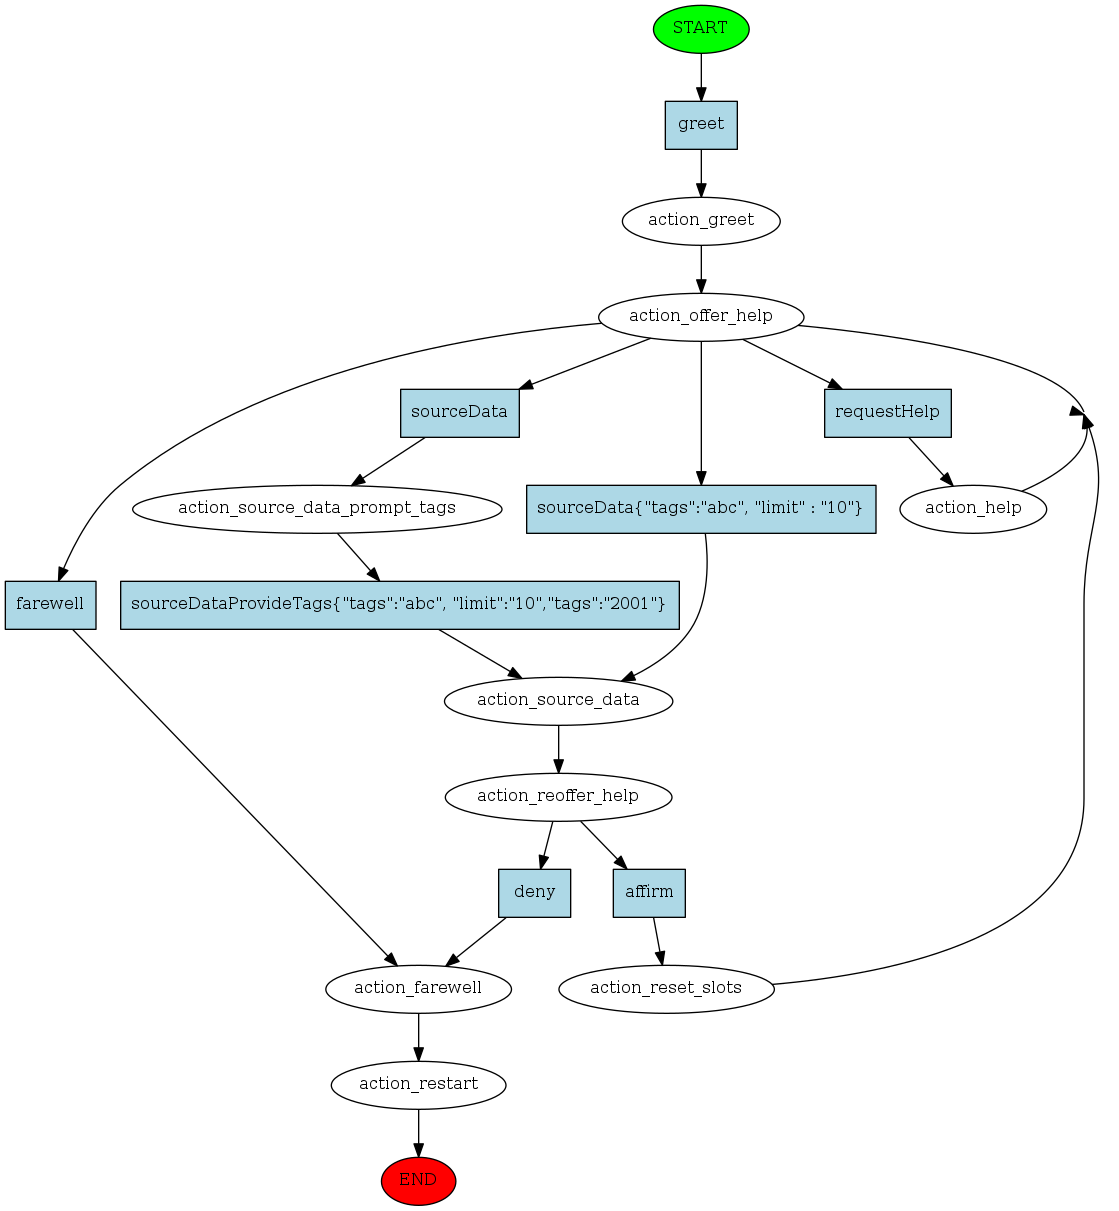 START
greet
action_greet
action_offer_help
sourceData
requestHelp
action_source_data_prompt_tags
sourceData{"tags":"abc", "limit" : "10"}
action_help
farewell
sourceDataProvideTags{"tags":"abc", "limit":"10","tags":"2001"}
action_source_data
action_reoffer_help
deny
affirm
action_farewell
action_reset_slots
action_restart
END